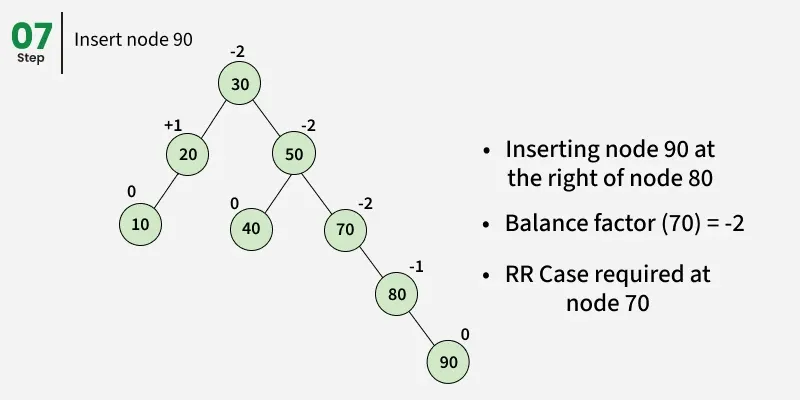 07
Step
Insert node 90
-2
30
+1
-2
20
50
0
0
-2
10
40
70
-1
80
0
90
• Inserting node 90 at
the right of node 80
• Balance factor (70) = -2
• RR Case required at
node 70